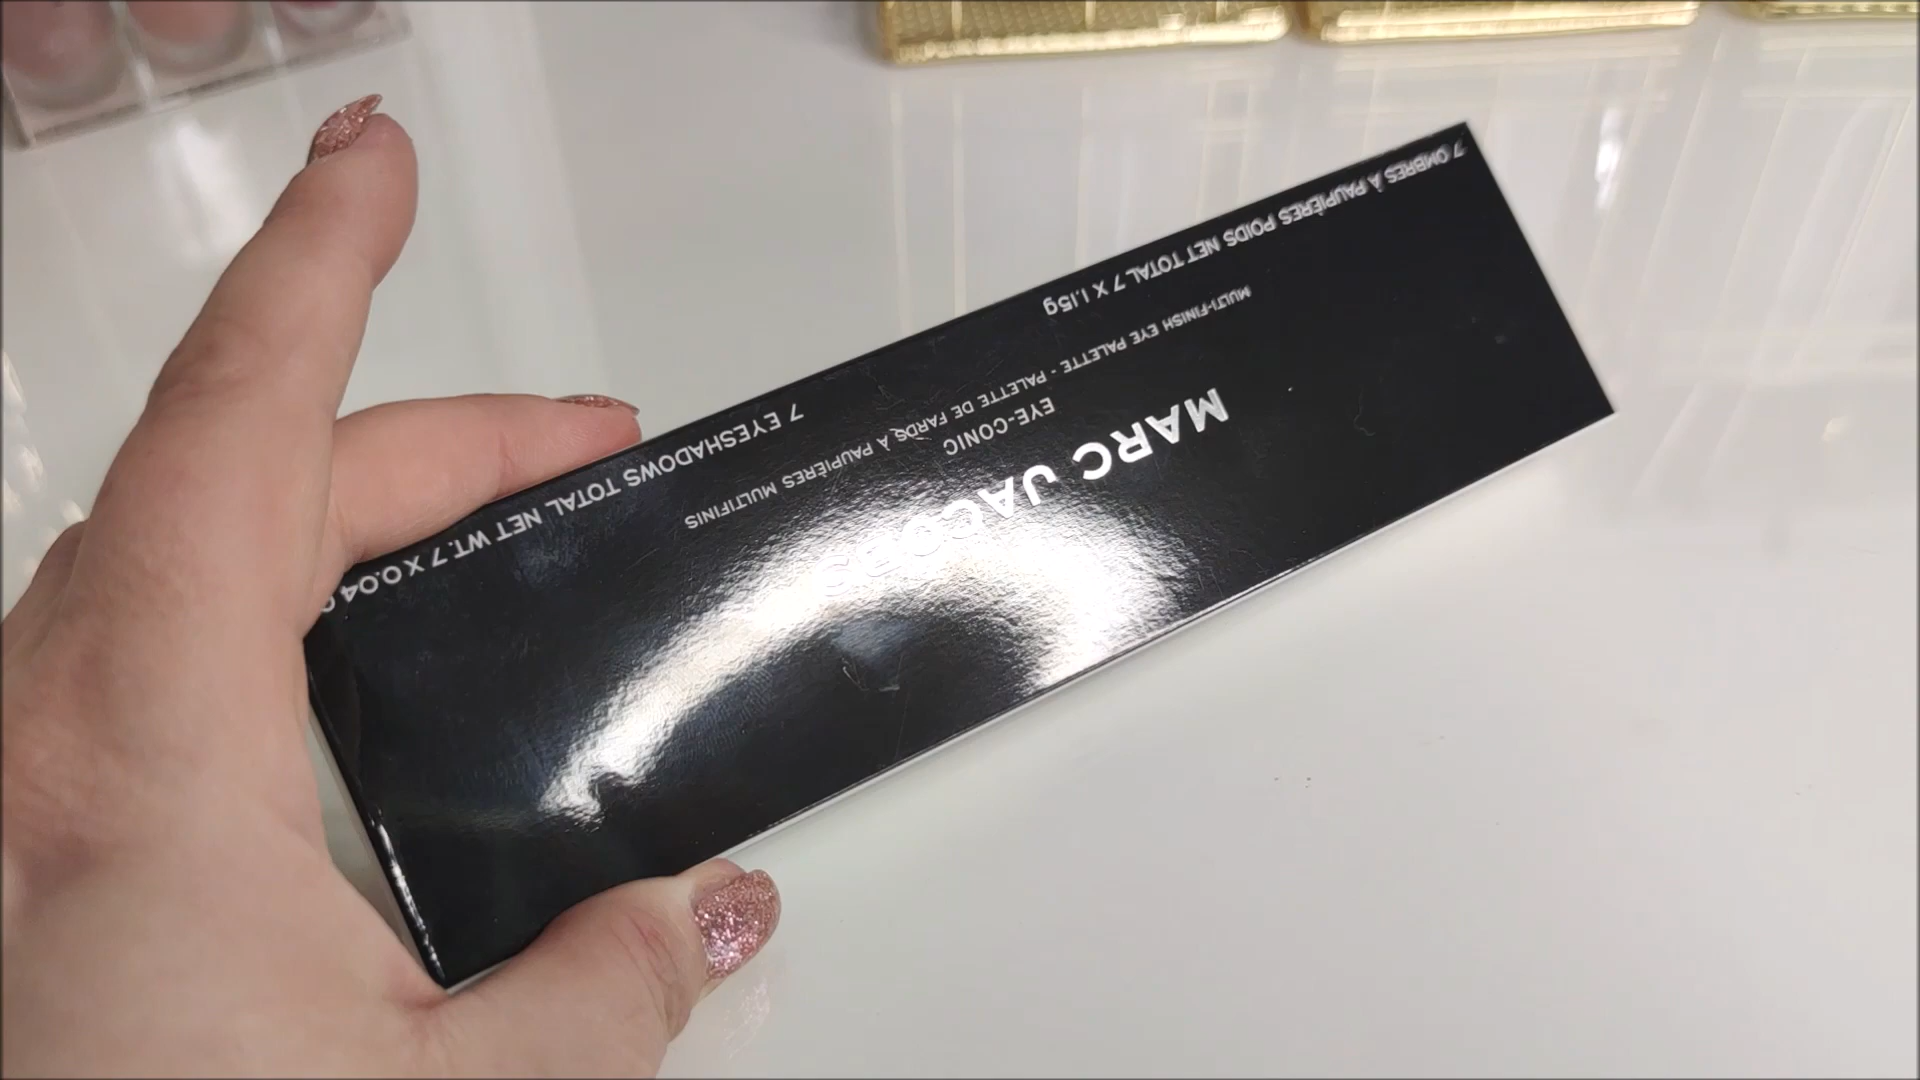 MARC JACOBS
EYE-CONIC
MULTI-FINISH EYE PALETTE - PALETTE DE FARDS À PAUPIÈRES MULTIFINIS
7 OMBRES À PAUPIÈRES POIDS NET TOTAL 7 X 1.15g
7 EYESHADOWS TOTAL NET WT. 7 X 0.04